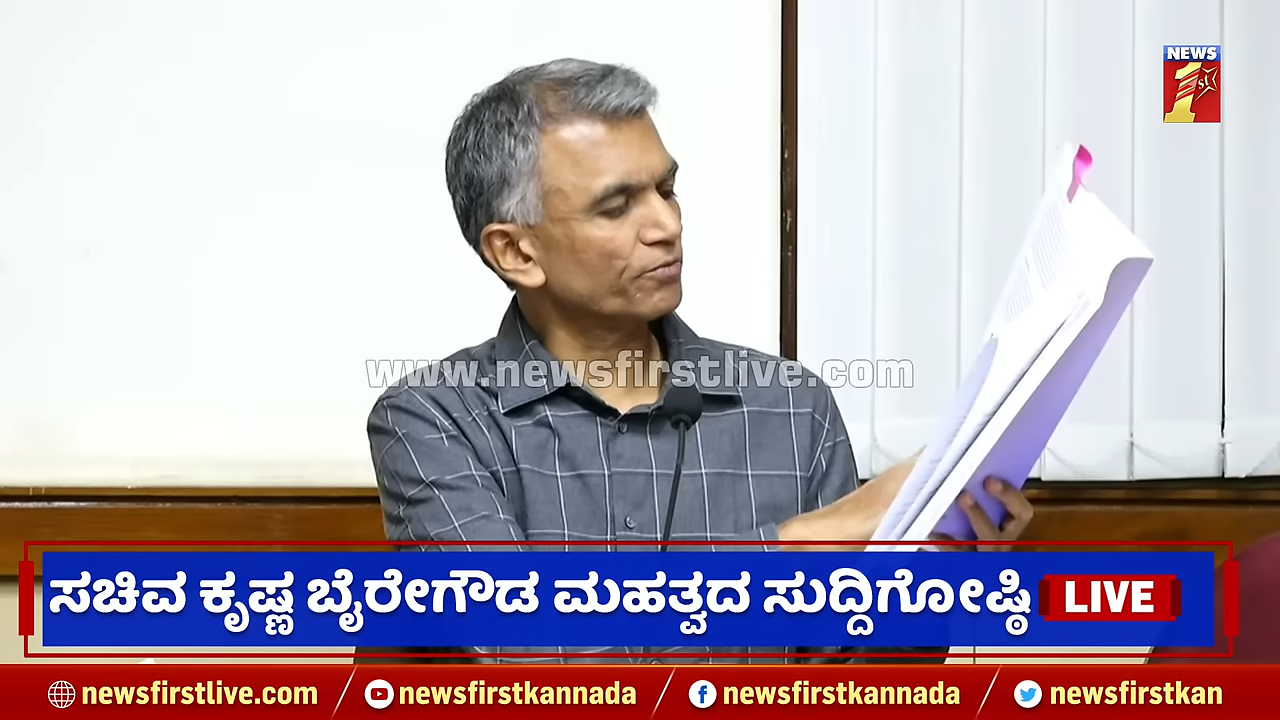 NEWS
1st
www.newsfirstlive.com
ಸಚಿವ ಕೃಷ್ಣ ಬೈರೇಗೌಡ ಮಹತ್ವದ ಸುದ್ದಿಗೋಷ್ಠಿ LIVE
newsfirstlive.com newsfirstkannada newsfirstkannada newsfirstkan